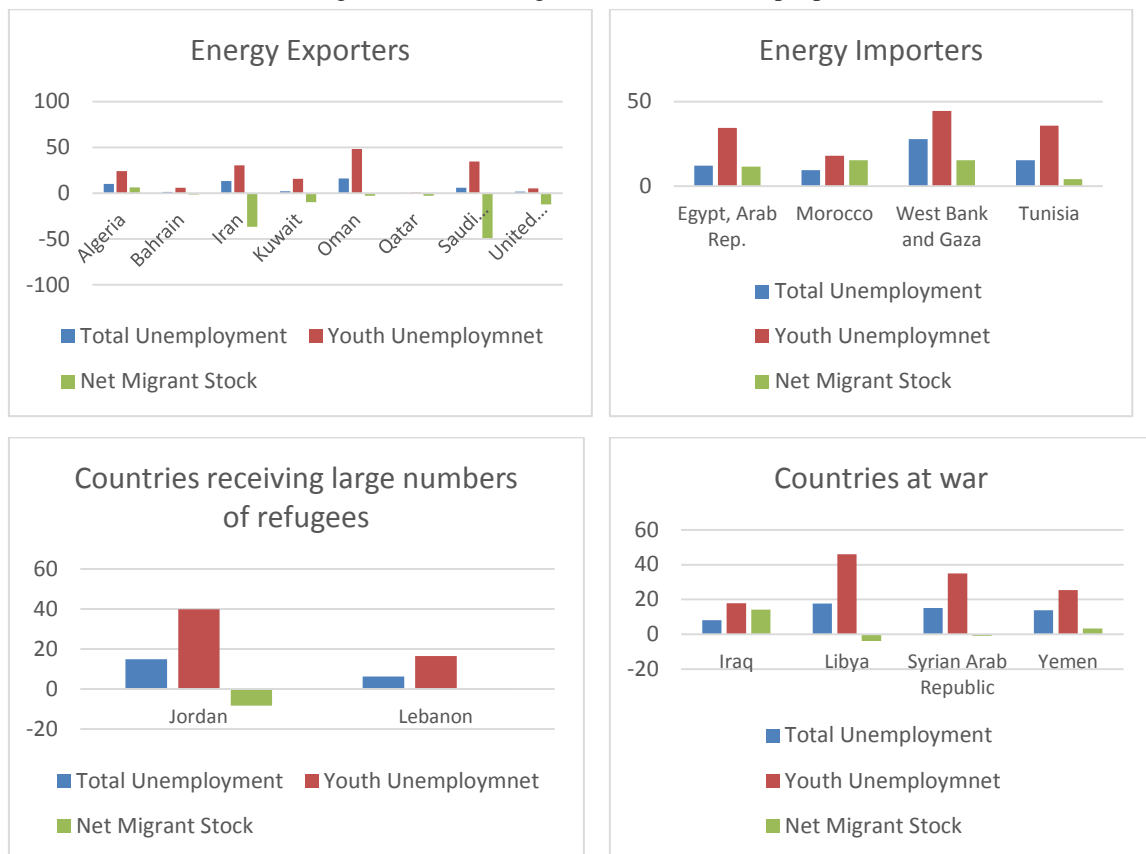 Energy Exporters
100
50
0
-50
-100
Algeria
Bahrain
Iran
Kuwait
Oman
Qatar
Saudi...
United...
Total Unemployment Youth Unemploymnet
Net Migrant Stock
Energy Importers
50
0
Egypt, Arab Rep.
Morocco
West Bank and Gaza
Tunisia
Total Unemployment
Youth Unemploymnet
Net Migrant Stock
Countries receiving large numbers
of refugees
60
40
20
0
-20
Jordan
Lebanon
Total Unemployment Youth Unemploymnet
Net Migrant Stock
Countries at war
60
40
20
0
-20
Iraq
Libya
Syrian Arab Republic
Yemen
Total Unemployment
Youth Unemploymnet
Net Migrant Stock